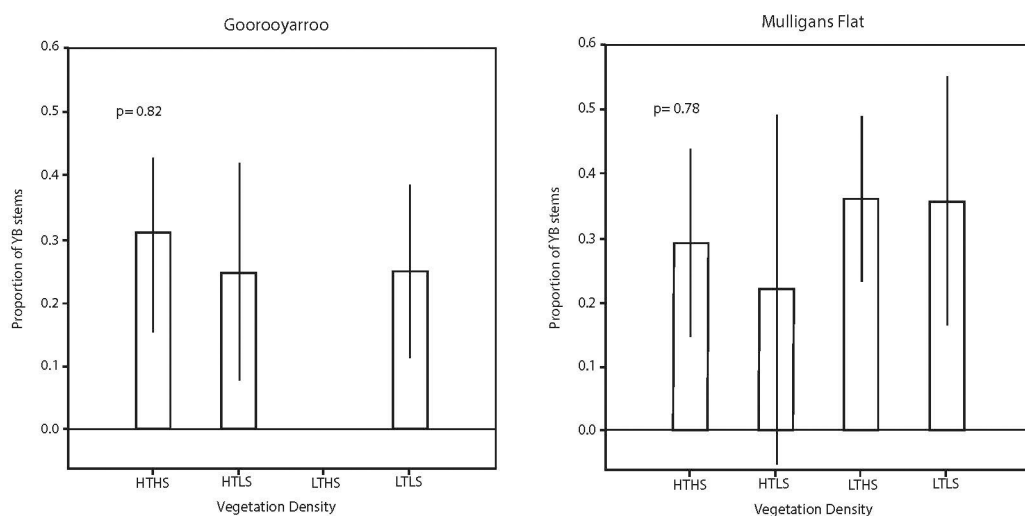 Goorooyarroo
0.6
0.5
p= 0.82
0.4
0.3
0.2
0.1
0.0
Proportion of YB stems
HTHS HTLS LTHS LTLS
Vegetation Density
Mulligans Flat
0.6
0.5
p= 0.78
0.4
0.3
0.2
0.1
0.0
Proportion of YB stems
HTHS HTLS LTHS LTLS
Vegetation Density